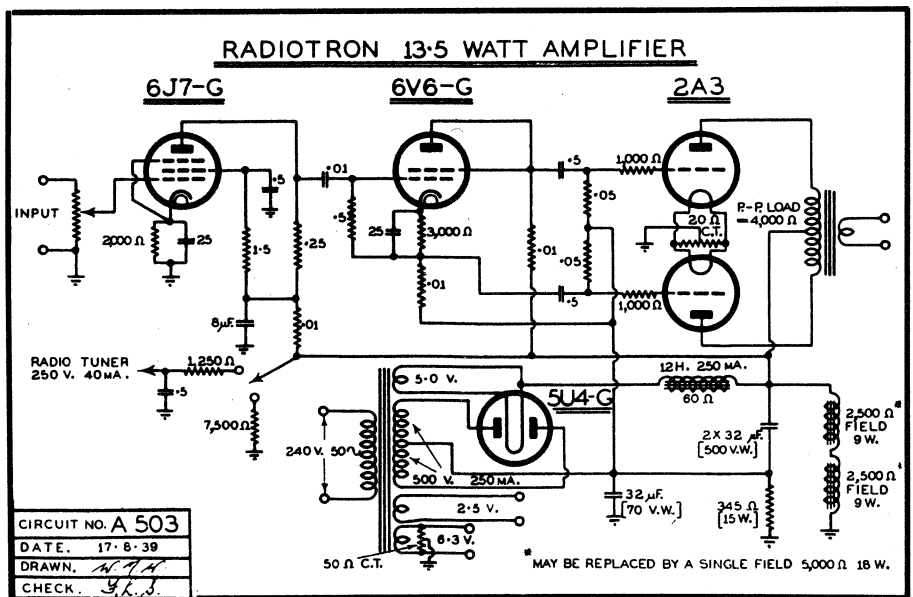 RADIOTRON 13·5 WATT AMPLIFIER
6J7-G
6V6-G
2A3
INPUT
2,000 Ω
25
1·5
·5
·25
·01
·5
25
3,000 Ω
·01
·01
·5
·05
·05
·5
1,000 Ω
1,000 Ω
20
Ω
C.T.
P.-P. LOAD
= 4,000 Ω
8µF.
·01
RADIO TUNER
250 V. 40 MA.
1,250 Ω
·5
7,500 Ω
240 V. 50~
5·0 V.
5U4-G
500 V. 250 MA.
2·5 V.
6·3 V.
50 Ω C.T.
12H. 250 MA.
60 Ω
2 X 32 µF.
[500 V.W.]
32 µF.
[70 V.W.]
345 Ω
[15 W.]
2,500 Ω*
FIELD
9 W.
2,500 Ω*
FIELD
9 W.
* MAY BE REPLACED BY A SINGLE FIELD 5,000 Ω 18 W.
CIRCUIT NO. A 503
DATE. 17·8·39
DRAWN.
CHECK.